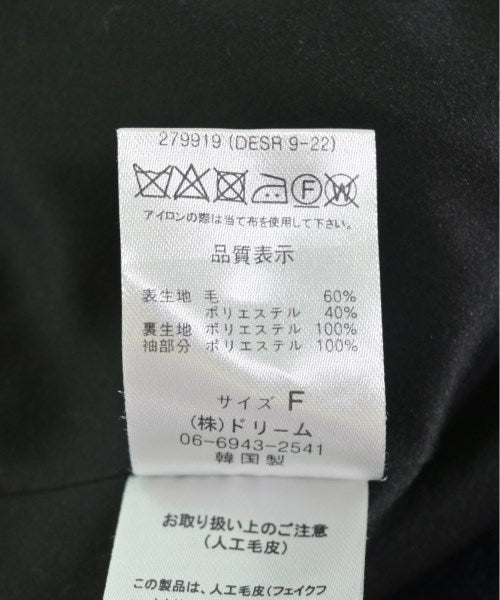 279919 (DESR 9-22)
F W
アイロンの際は当て布を使用して下さい。
品質表示
表生地 毛 60%
ポリエステル 40%
裏生地 ポリエステル 100%
袖部分 ポリエステル 100%
サイズ F
(株)ドリーム
06-6943-2541
韓国製
お取り扱い上のご注意
(人工毛皮)
この製品は、人工毛皮(フェイクフ